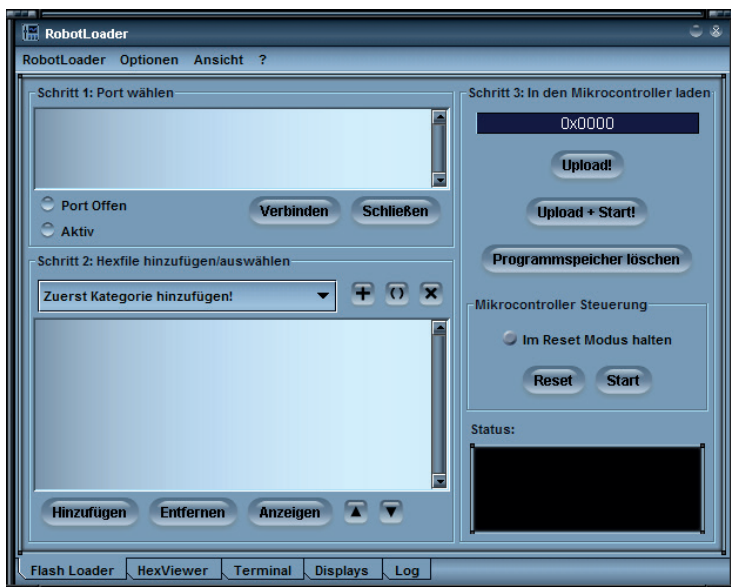 RobotLoader
RobotLoader Optionen Ansicht ?
Schritt 1: Port wählen
Port Offen
Aktiv
Verbinden Schließen
Schritt 2: Hexfile hinzufügen/auswählen
Zuerst Kategorie hinzufügen!
Hinzufügen Entfernen Anzeigen
Schritt 3: In den Mikrocontroller laden
0x0000
Upload!
Upload + Start!
Programmspeicher löschen
Mikrocontroller Steuerung
Im Reset Modus halten
Reset Start
Status:
Flash Loader HexViewer Terminal Displays Log